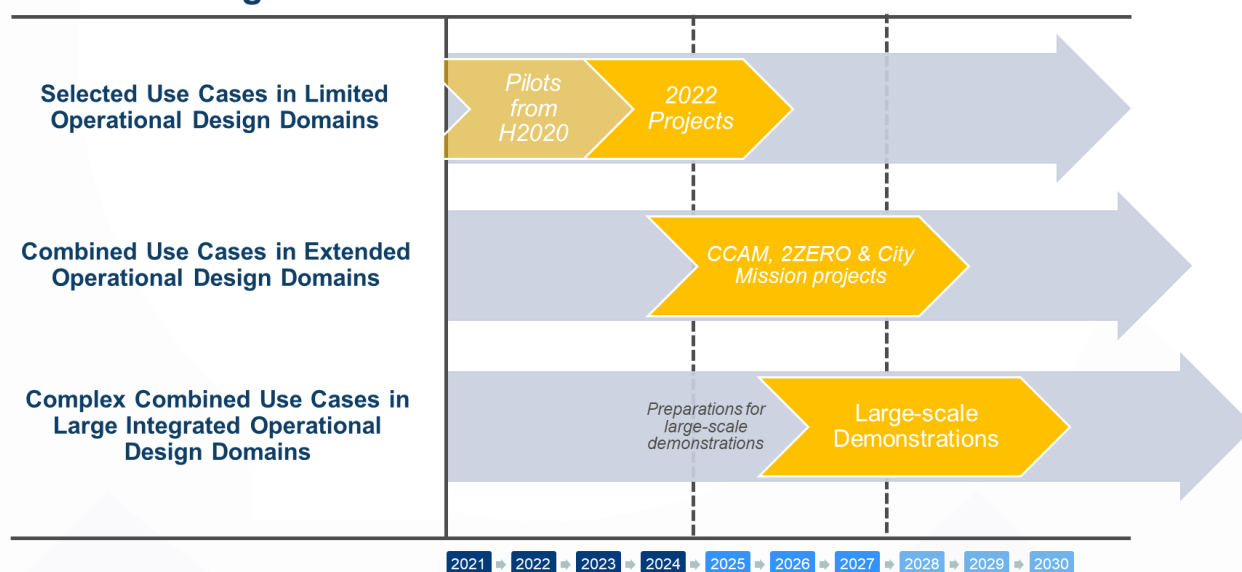 Selected Use Cases in Limited
Operational Design Domains
Pilots
from
H2020
2022
Projects
Combined Use Cases in Extended
Operational Design Domains
CCAM, 2ZERO & City
Mission projects
Complex Combined Use Cases in
Large Integrated Operational
Design Domains
Preparations for
large-scale
demonstrations
Large-scale
Demonstrations
2021 2022 2023 2024 2025 2026 2027 2028 2029 2030